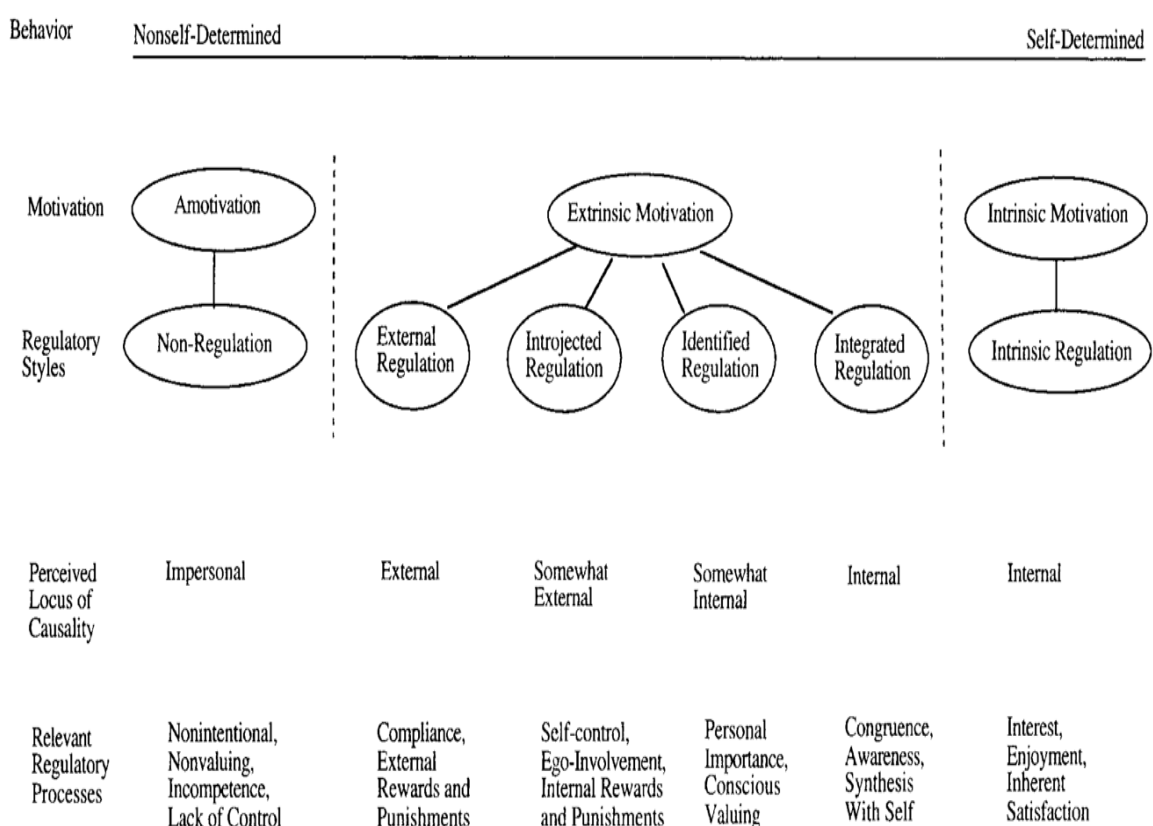 Behavior
Nonself-Determined
Self-Determined
Motivation
Amotivation
Extrinsic Motivation
Intrinsic Motivation
Regulatory
Styles
Non-Regulation
External
Regulation
Introjected
Regulation
Identified
Regulation
Integrated
Regulation
Intrinsic Regulation
Perceived
Locus of
Causality
Impersonal
External
Somewhat
External
Somewhat
Internal
Internal
Internal
Relevant
Regulatory
Processes
Nonintentional,
Nonvaluing,
Incompetence,
Lack of Control
Compliance,
External
Rewards and
Punishments
Self-control,
Ego-Involvement,
Internal Rewards
and Punishments
Personal
Importance,
Conscious
Valuing
Congruence,
Awareness,
Synthesis
With Self
Interest,
Enjoyment,
Inherent
Satisfaction